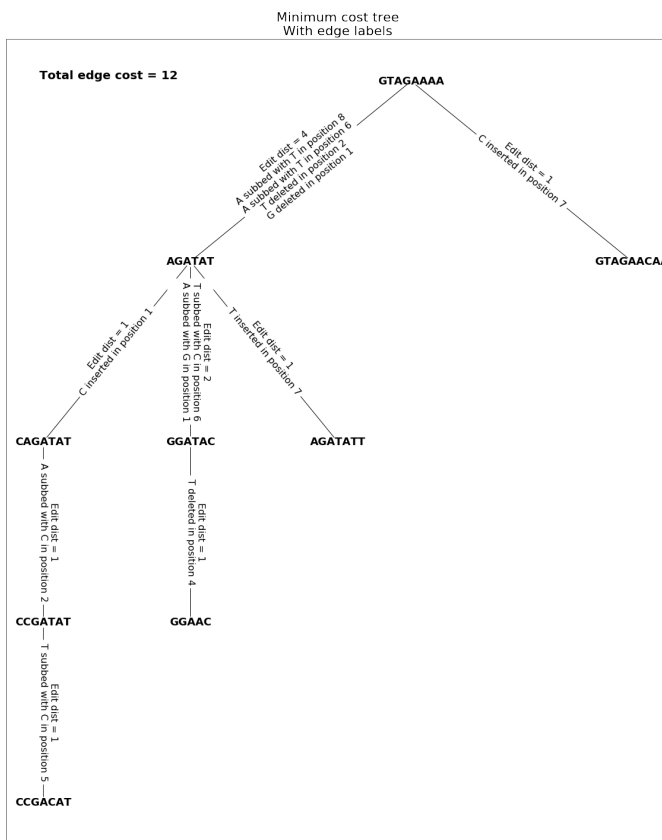 Minimum cost tree
With edge labels
Total edge cost = 12
GTAGAAAA
Edit dist = 4
A subbed with T in position 8
A subbed with T in position 6
T deleted in position 2
G deleted in position 1
Edit dist = 1
C inserted in position 7
AGATAT
GTAGAACAA
Edit dist = 1
C inserted in position 1
Edit dist = 2
T subbed with C in position 6
A subbed with G in position 1
Edit dist = 1
T inserted in position 7
CAGATAT
GGATAC
AGATATT
Edit dist = 1
A subbed with C in position 2
Edit dist = 1
T deleted in position 4
CCGATAT
GGAAC
Edit dist = 1
T subbed with C in position 5
CCGACAT